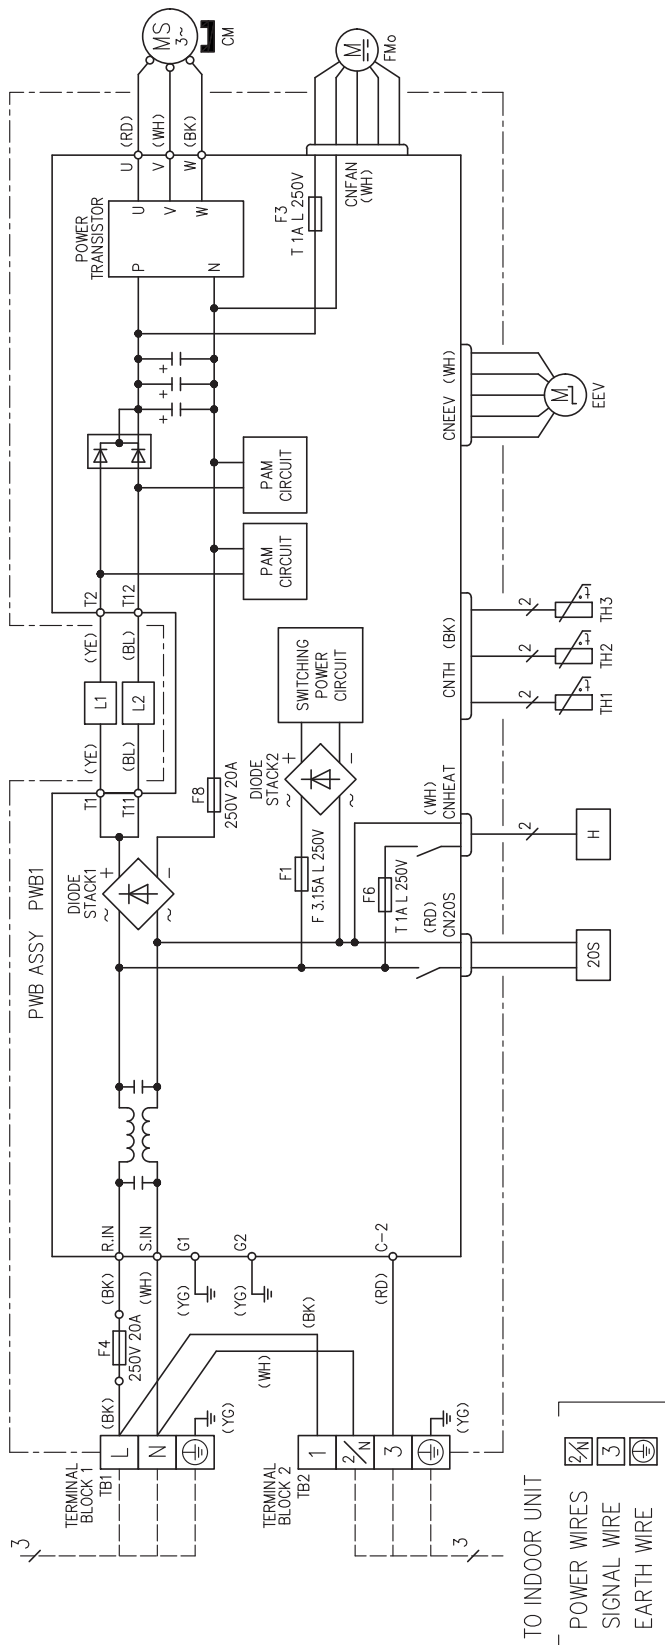 PWB ASSY  PWB1
TERMINAL
BLOCK 1
TB1
L
N
3
(BK)
F4
250V 20A
(BK)
(WH)
(YG)
R.IN
S.IN
G1
G2
(YG)
(YG)
C-2
(RD)
(BK)
(WH)
TERMINAL
BLOCK 2
TB2
1
2/N
3
(YG)
3
DIODE
STACK1
+
~
−
~
T1
T11
(YE)
(BL)
L1
L2
(YE)
(BL)
T2
T12
F8
250V 20A
DIODE
STACK2
+
~
−
~
F1
F 3.15A L 250V
F6
T 1A L 250V
SWITCHING
POWER
CIRCUIT
PAM
CIRCUIT
PAM
CIRCUIT
+
+
+
POWER
TRANSISTOR
P
N
U
V
W
U
V
W
(RD)
(WH)
(BK)
MS
3~
CM
F3
T 1A L 250V
CNFAN
(WH)
M
FMo
(RD)
CN20S
20S
(WH)
CNHEAT
2
H
CNTH (BK)
2
2
2
t°
t°
t°
TH1
TH2
TH3
CNEEV (WH)
M
EEV
TO INDOOR UNIT
POWER WIRES
2/N
SIGNAL WIRE
3
EARTH WIRE